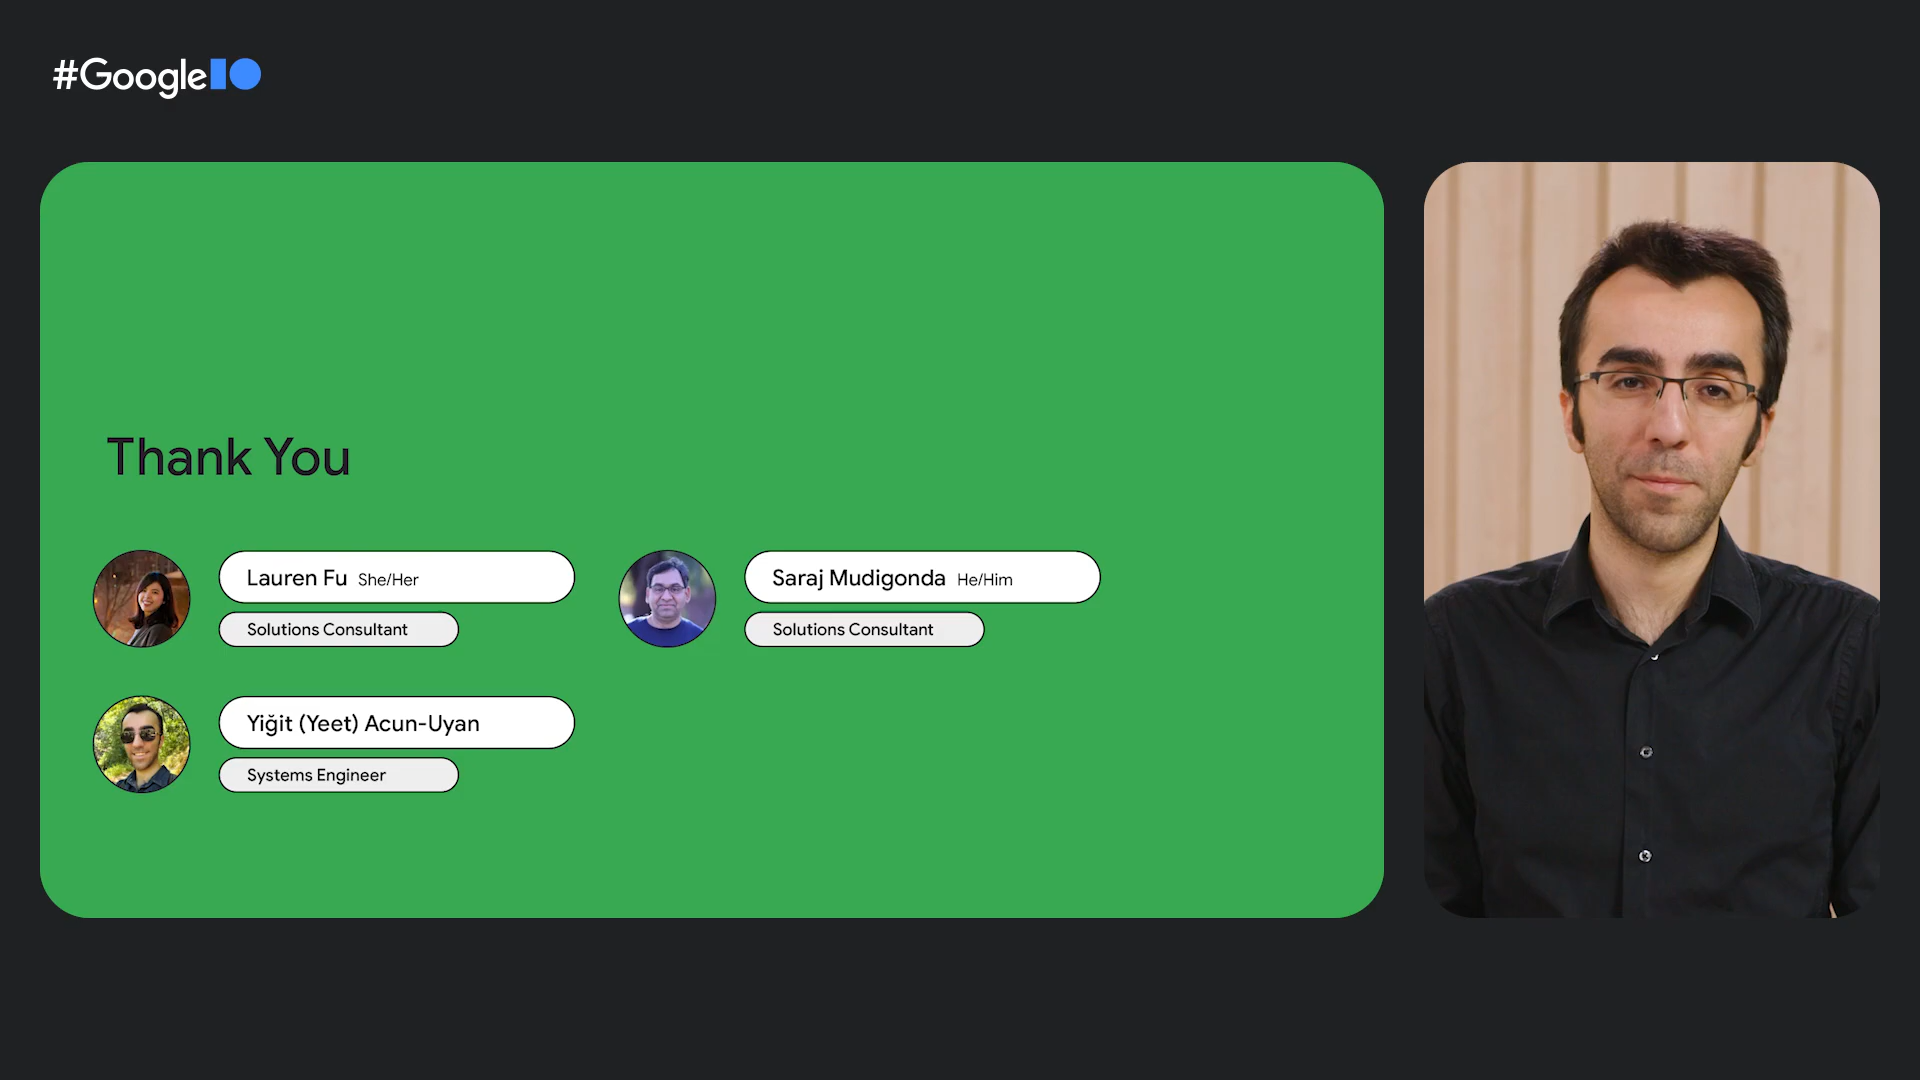 #GoogleIO
Thank You
Lauren Fu She/Her
Solutions Consultant
Saraj Mudigonda He/Him
Solutions Consultant
Yiğit (Yeet) Acun-Uyan
Systems Engineer